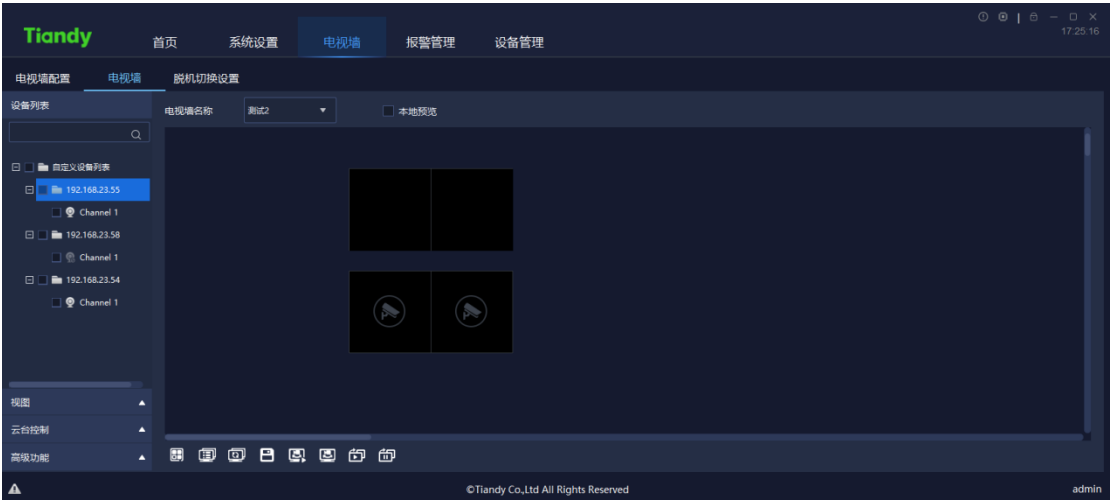 Tiandy
首页
系统设置
电视墙
报警管理
设备管理
17:25:16
电视墙配置
电视墙
脱机切换设置
设备列表
电视墙名称
测试2
本地预览
自定义设备列表
192.168.23.55
Channel 1
192.168.23.58
Channel 1
192.168.23.54
Channel 1
视图
云台控制
高级功能
©Tiandy Co.,Ltd All Rights Reserved
admin